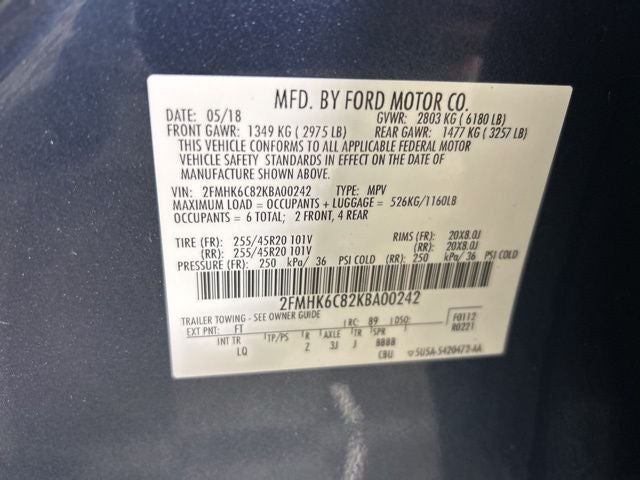 MFD. BY FORD MOTOR CO.
DATE: 05/18 GVWR: 2803 KG ( 6180 LB)
FRONT GAWR: 1349 KG ( 2975 LB) REAR GAWR: 1477 KG ( 3257 LB)
THIS VEHICLE CONFORMS TO ALL APPLICABLE FEDERAL MOTOR
VEHICLE SAFETY STANDARDS IN EFFECT ON THE DATE OF
MANUFACTURE SHOWN ABOVE.
VIN: 2FMHK6C82KBA00242 TYPE: MPV
MAXIMUM LOAD = OCCUPANTS + LUGGAGE = 526KG/1160LB
OCCUPANTS = 6 TOTAL; 2 FRONT, 4 REAR
TIRE (FR): 255/45R20 101V RIMS (FR): 20X8.0J
(RR): 255/45R20 101V (RR): 20X8.0J
PRESSURE (FR): 250 kPa/ 36 PSI COLD (RR): 250 kPa/ 36 PSI COLD
2FMHK6C82KBA00242
TRAILER TOWING - SEE OWNER GUIDE
EXT PNT: FT RC: 89 DSO: F0112
R0221
INT TR TP/PS R AXLE TR SPR
LQ Z 3J J BBBB
CBU 5U5A-5420472-AA